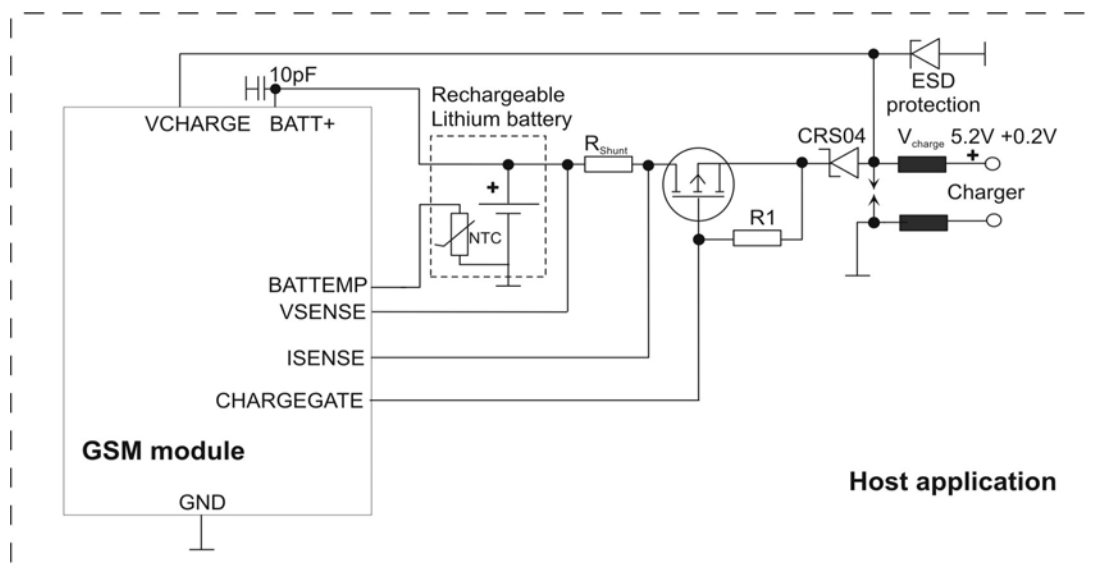 10pF
ESD
protection
VCHARGE BATT+
Rechargeable
Lithium battery
RShunt
CRS04
Vcharge 5.2V +0.2V
+
+
Charger
R1
NTC
BATTEMP
VSENSE
ISENSE
CHARGEGATE
GSM module
Host application
GND